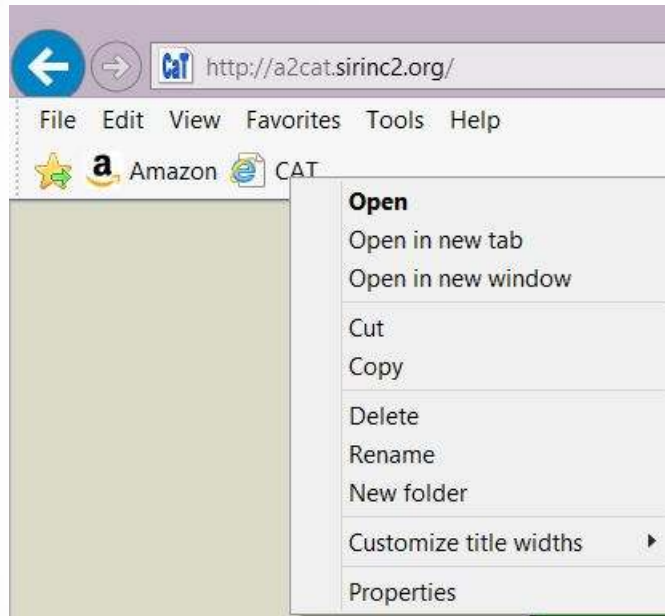 CaT http://a2cat.sirinc2.org/
File Edit View Favorites Tools Help
a Amazon CAT
Open
Open in new tab
Open in new window
Cut
Copy
Delete
Rename
New folder
Customize title widths
Properties